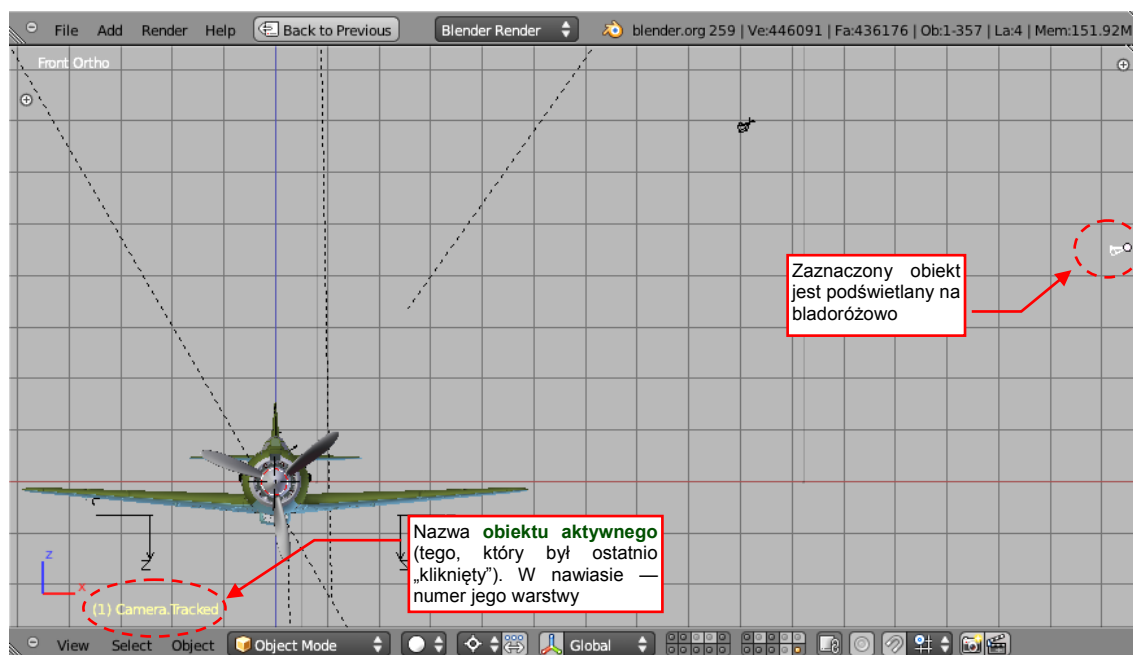 File Add Render Help Back to Previous Blender Render blender.org 259 | Ve:446091 | Fa:436176 | Ob:1-357 | La:4 | Mem:151.92M
Front Ortho
Zaznaczony obiekt
jest podświetlany na
bladoróżowo
Nazwa obiektu aktywnego
(tego, który był ostatnio
„kliknięty”). W nawiasie —
numer jego warstwy
z
x
(1) Camera.Tracked
View Select Object Object Mode Global